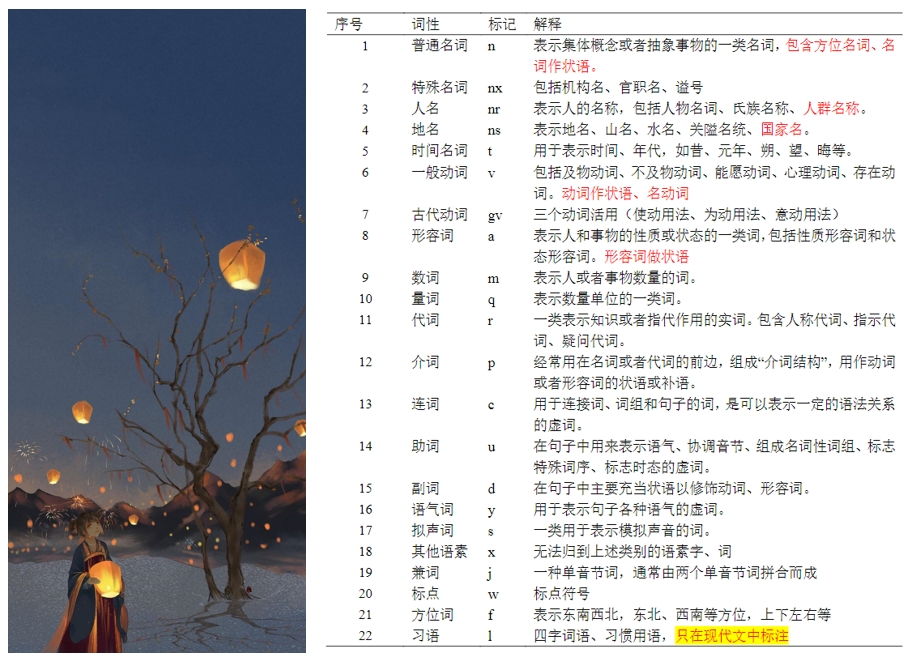 序号 词性 标记 解释
1 普通名词 n 表示集体概念或者抽象事物的一类名词，包含方位名词、名
词作状语。
2 特殊名词 nx 包括机构名、官职名、谥号
3 人名 nr 表示人的名称，包括人物名词、氏族名称、人群名称。
4 地名 ns 表示地名、山名、水名、关隘名统、国家名。
5 时间名词 t 用于表示时间、年代，如昔、元年、朔、望、晦等。
6 一般动词 v 包括及物动词、不及物动词、能愿动词、心理动词、存在动
词。动词作状语、名动词
7 古代动词 gv 三个动词活用（使动用法、为动用法、意动用法）
8 形容词 a 表示人和事物的性质或状态的一类词，包括性质形容词和状
态形容词。形容词做状语
9 数词 m 表示人或者事物数量的词。
10 量词 q 表示数量单位的一类词。
11 代词 r 一类表示知识或者指代作用的实词。包含人称代词、指示代
词、疑问代词。
12 介词 p 经常用在名词或者代词的前边，组成“介词结构”，用作动词
或者形容词的状语或补语。
13 连词 c 用于连接词、词组和句子的词，是可以表示一定的语法关系
的虚词。
14 助词 u 在句子中用来表示语气、协调音节、组成名词性词组、标志
特殊词序、标志时态的虚词。
15 副词 d 在句子中主要充当状语以修饰动词、形容词。
16 语气词 y 用于表示句子各种语气的虚词。
17 拟声词 s 一类用于表示模拟声音的词。
18 其他语素 x 无法归到上述类别的语素字、词
19 兼词 j 一种单音节词，通常由两个单音节词拼合而成
20 标点 w 标点符号
21 方位词 f 表示东南西北，东北、西南等方位，上下左右等
22 习语 l 四字词语、习惯用语，只在现代文中标注